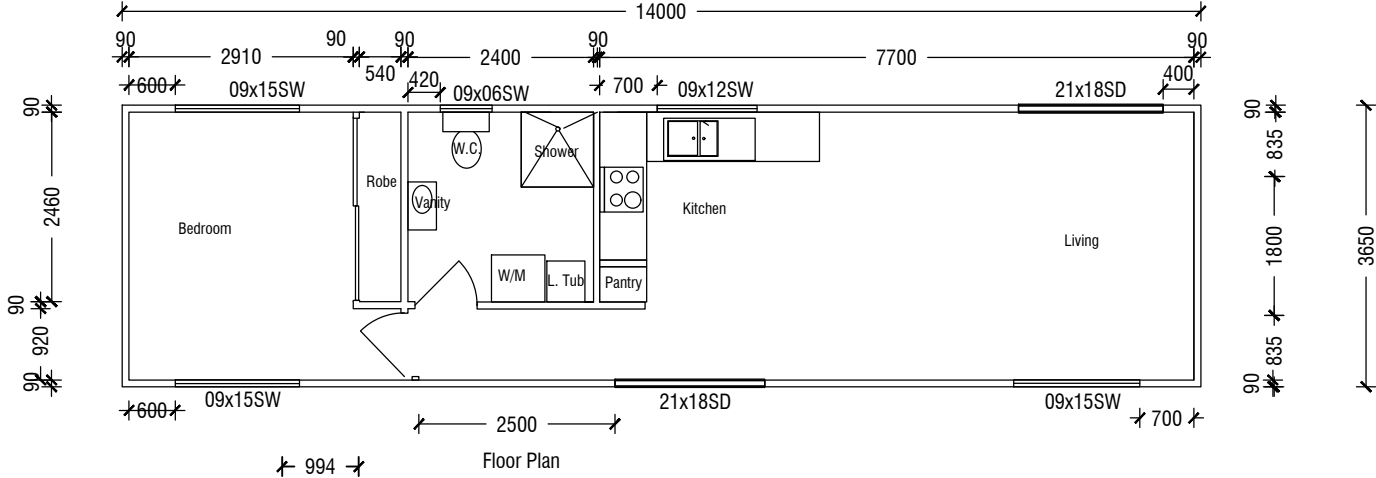 14000
90
2910
90
540
90
2400
90
7700
90
600
09x15SW
420
09x06SW
700
09x12SW
21x18SD
400
90
2460
90
920
90
90
835
1800
835
90
3650
Bedroom
Robe
W.C.
Shower
Vanity
W/M
L. Tub
Pantry
Kitchen
Living
600
09x15SW
2500
21x18SD
09x15SW
700
994
Floor Plan